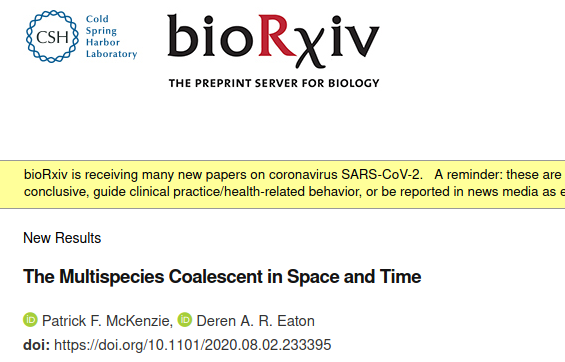 CSH
Cold
Spring
Harbor
Laboratory
bioRxiv
THE PREPRINT SERVER FOR BIOLOGY
bioRxiv is receiving many new papers on coronavirus SARS-CoV-2. A reminder: these are
conclusive, guide clinical practice/health-related behavior, or be reported in news media as e
New Results
The Multispecies Coalescent in Space and Time
iD Patrick F. McKenzie, iD Deren A. R. Eaton
doi: https://doi.org/10.1101/2020.08.02.233395